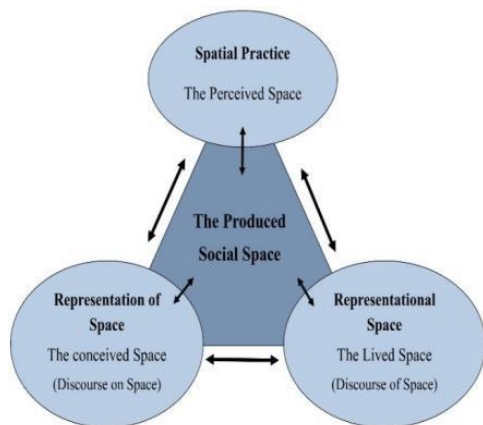 Spatial Practice
The Perceived Space
The Produced
Social Space
Representation of
Space
The conceived Space
(Discourse on Space)
Representational
Space
The Lived Space
(Discourse of Space)